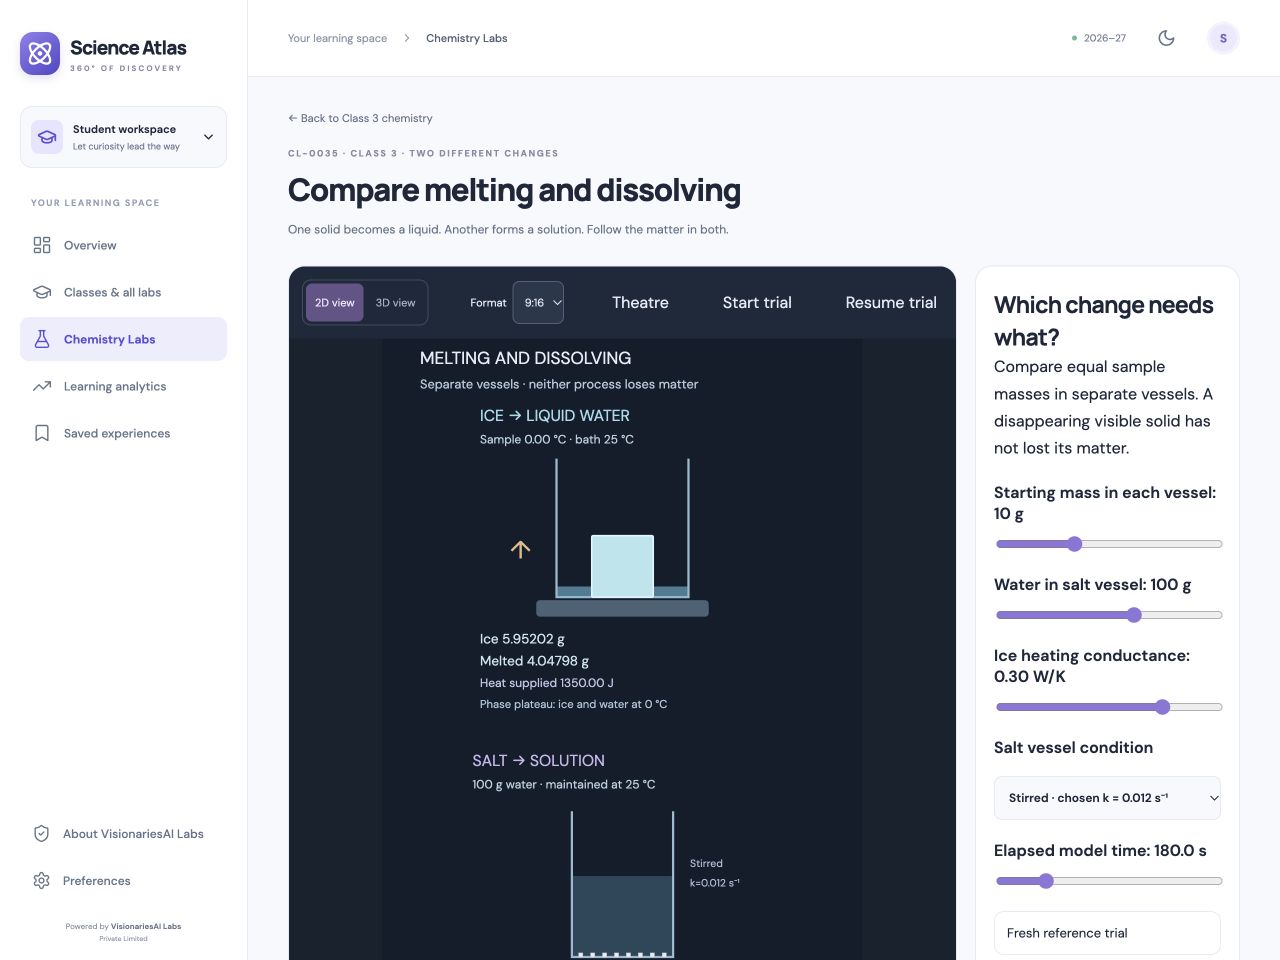 Science Atlas
360° OF DISCOVERY
Student workspace
Let curiosity lead the way
YOUR LEARNING SPACE
Overview
Classes & all labs
Chemistry Labs
Learning analytics
Saved experiences
About VisionariesAI Labs
Preferences
Powered by VisionariesAI Labs
Private Limited
Your learning space > Chemistry Labs
2026–27
S
← Back to Class 3 chemistry
CL-0035 · CLASS 3 · TWO DIFFERENT CHANGES
Compare melting and dissolving
One solid becomes a liquid. Another forms a solution. Follow the matter in both.
2D view
3D view
Format
9:16
Theatre
Start trial
Resume trial
MELTING AND DISSOLVING
Separate vessels · neither process loses matter
ICE → LIQUID WATER
Sample 0.00 °C · bath 25 °C
Ice 5.95202 g
Melted 4.04798 g
Heat supplied 1350.00 J
Phase plateau: ice and water at 0 °C
SALT → SOLUTION
100 g water · maintained at 25 °C
Stirred
k=0.012 s⁻¹
Which change needs
what?
Compare equal sample
masses in separate vessels. A
disappearing visible solid has
not lost its matter.
Starting mass in each vessel:
10 g
Water in salt vessel: 100 g
Ice heating conductance:
0.30 W/K
Salt vessel condition
Stirred · chosen k = 0.012 s⁻¹
Elapsed model time: 180.0 s
Fresh reference trial